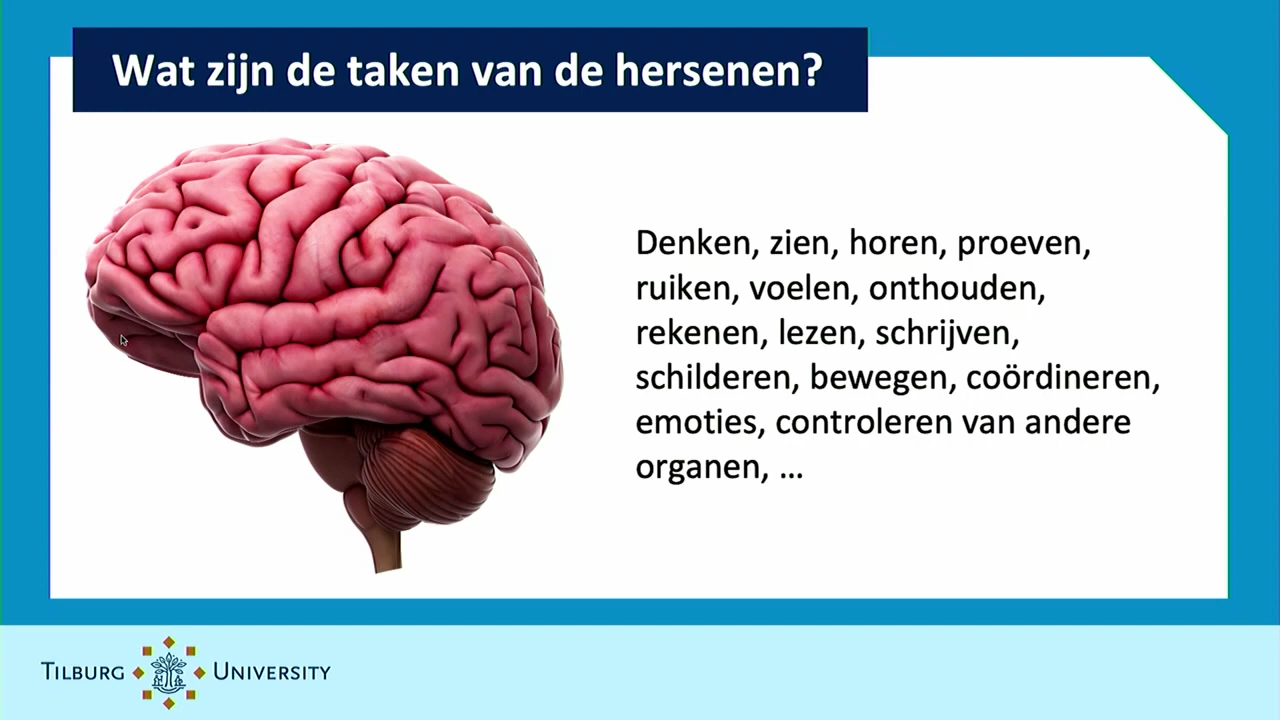 Wat zijn de taken van de hersenen?
Denken, zien, horen, proeven,
ruiken, voelen, onthouden,
rekenen, lezen, schrijven,
schilderen, bewegen, coördineren,
emoties, controleren van andere
organen, ...
TILBURG UNIVERSITY